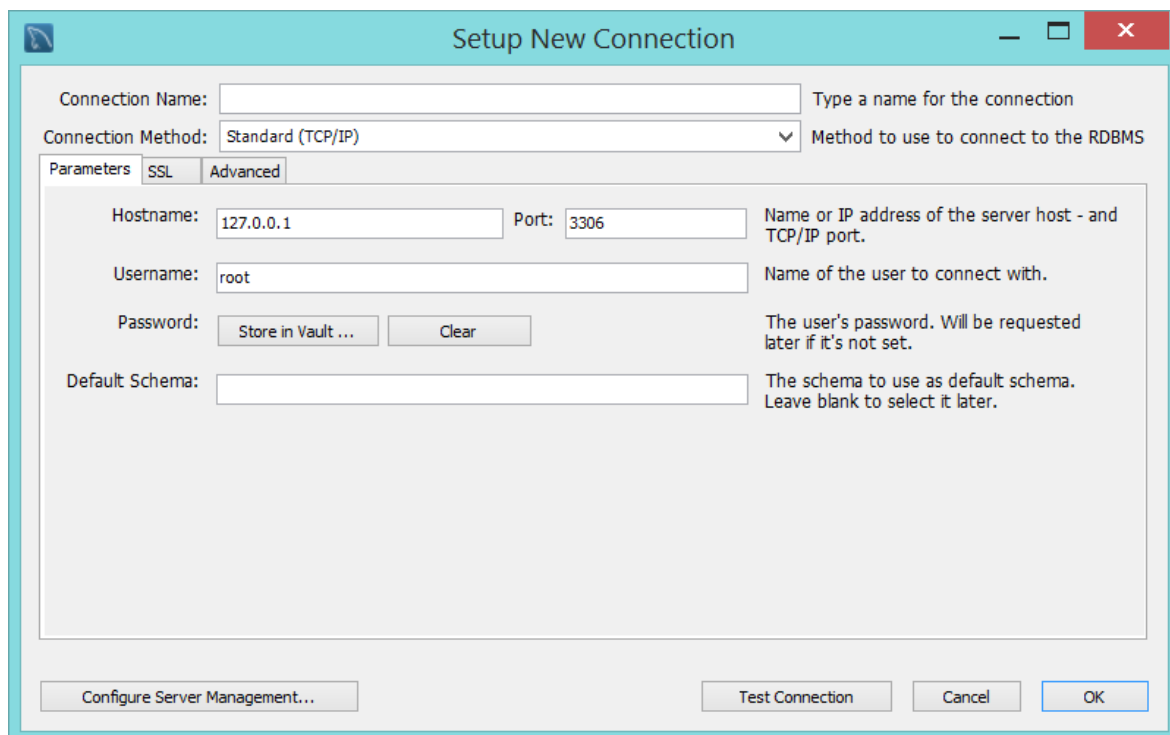 Setup New Connection
Connection Name: Type a name for the connection
Connection Method: Standard (TCP/IP) Method to use to connect to the RDBMS
Parameters SSL Advanced
Hostname: 127.0.0.1 Port: 3306 Name or IP address of the server host - and
TCP/IP port.
Username: root Name of the user to connect with.
Password: Store in Vault ... Clear The user's password. Will be requested
later if it's not set.
Default Schema: The schema to use as default schema.
Leave blank to select it later.
Configure Server Management... Test Connection Cancel OK